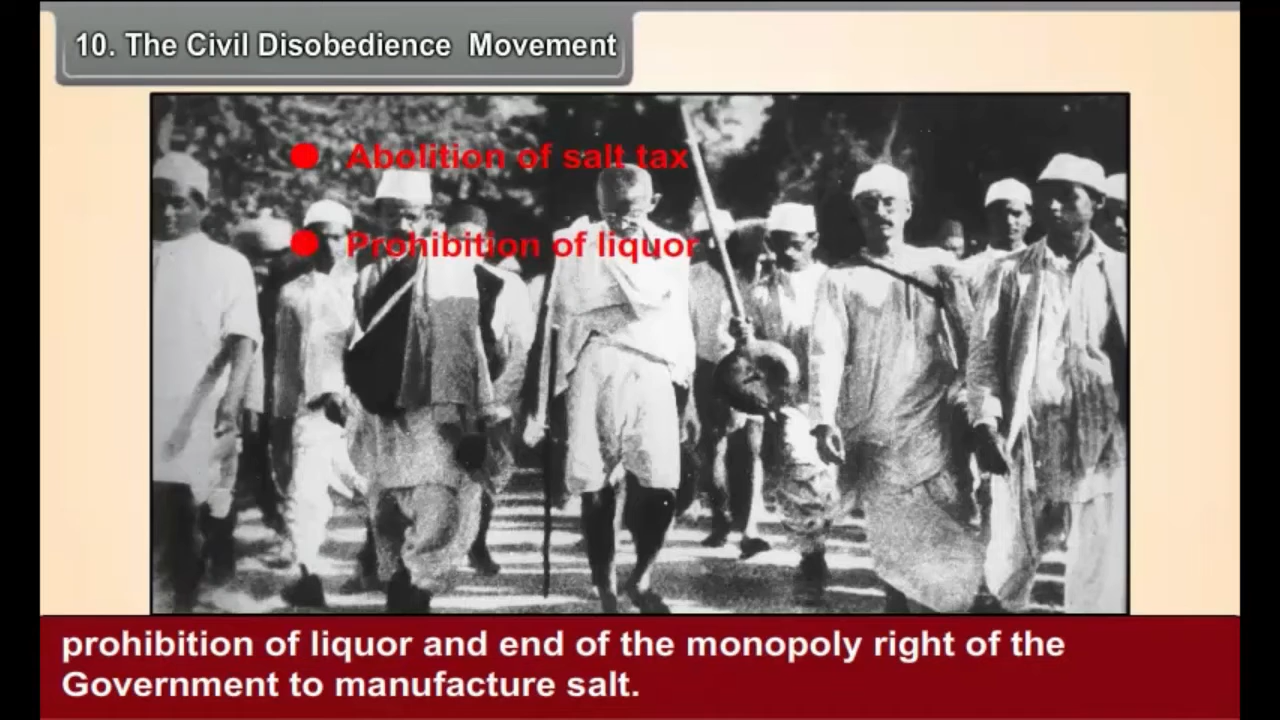 10. The Civil Disobedience Movement
● Abolition of salt tax
● Prohibition of liquor
prohibition of liquor and end of the monopoly right of the
Government to manufacture salt.